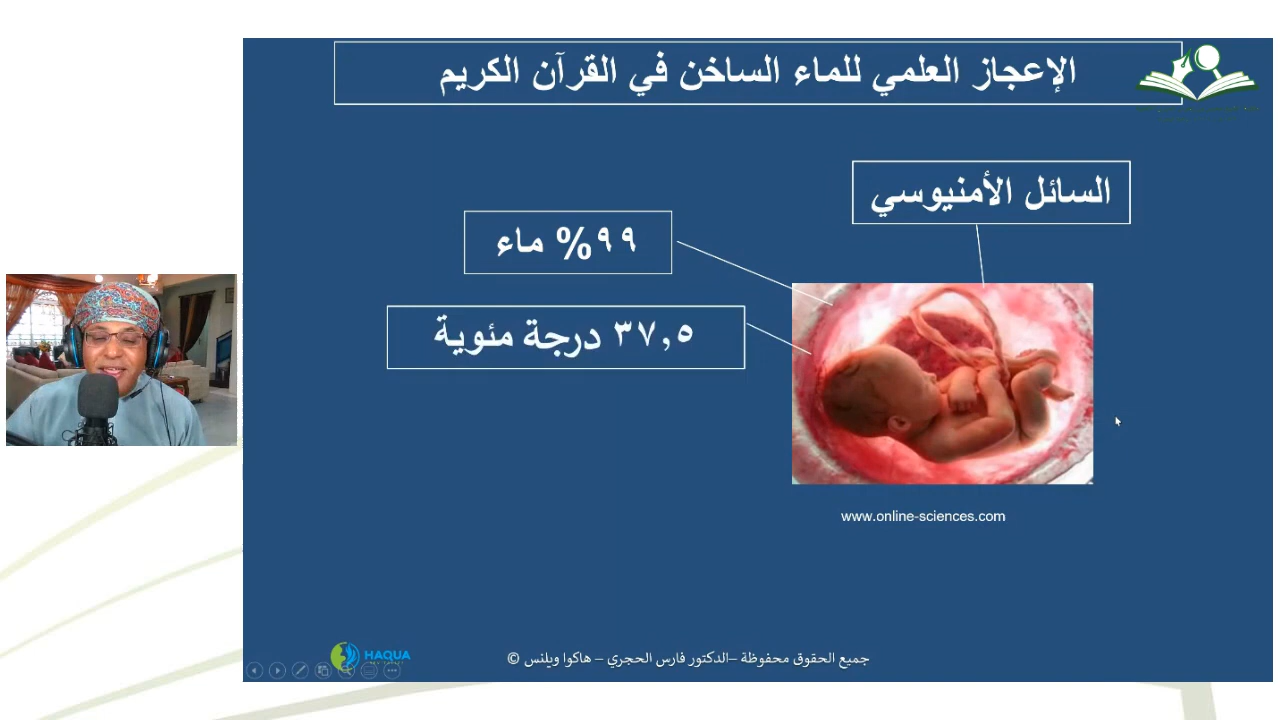 الإعجاز العلمي للماء الساخن في القرآن الكريم
السائل الأمنيوسي
٩٩% ماء
٣٧,٥ درجة مئوية
www.online-sciences.com
HAQUA
جميع الحقوق محفوظة –الدكتور فارس الحجري – هاكوا ويلنس ©